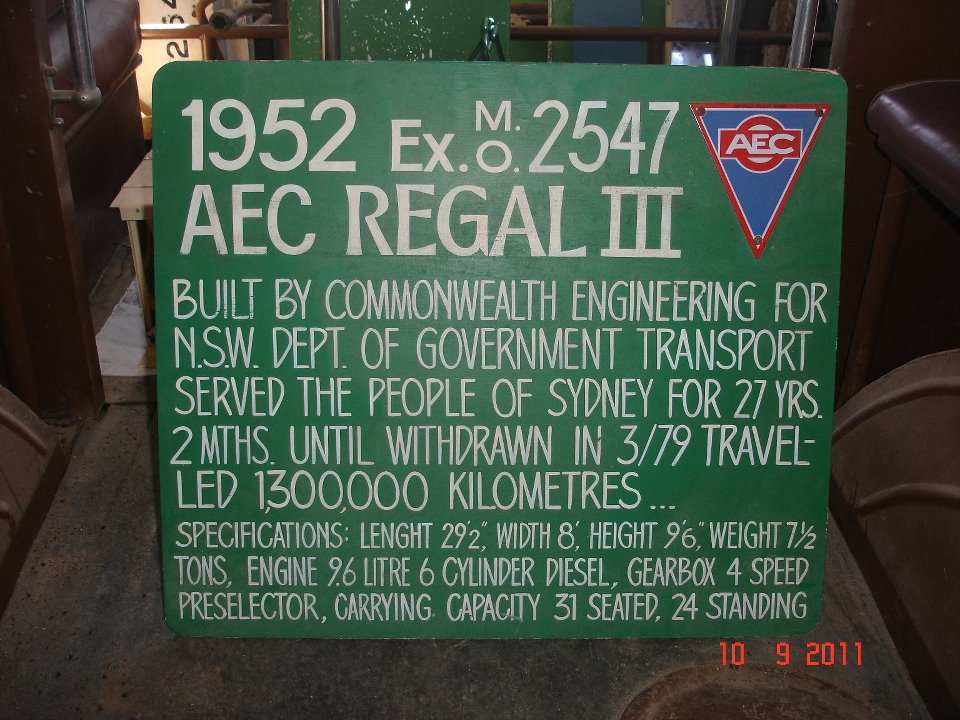 254
1952 Ex. M.O. 2547
AEC REGAL III
AEC
BUILT BY COMMONWEALTH ENGINEERING FOR
N.S.W. DEPT. OF GOVERNMENT TRANSPORT
SERVED THE PEOPLE OF SYDNEY FOR 27 YRS.
2 MTHS. UNTIL WITHDRAWN IN 3/79 TRAVEL-
LED 1,300,000 KILOMETRES...
SPECIFICATIONS: LENGHT 29'2", WIDTH 8', HEIGHT 9'6", WEIGHT 7½
TONS, ENGINE 9.6 LITRE 6 CYLINDER DIESEL, GEARBOX 4 SPEED
PRESELECTOR, CARRYING CAPACITY 31 SEATED, 24 STANDING
10 9 2011